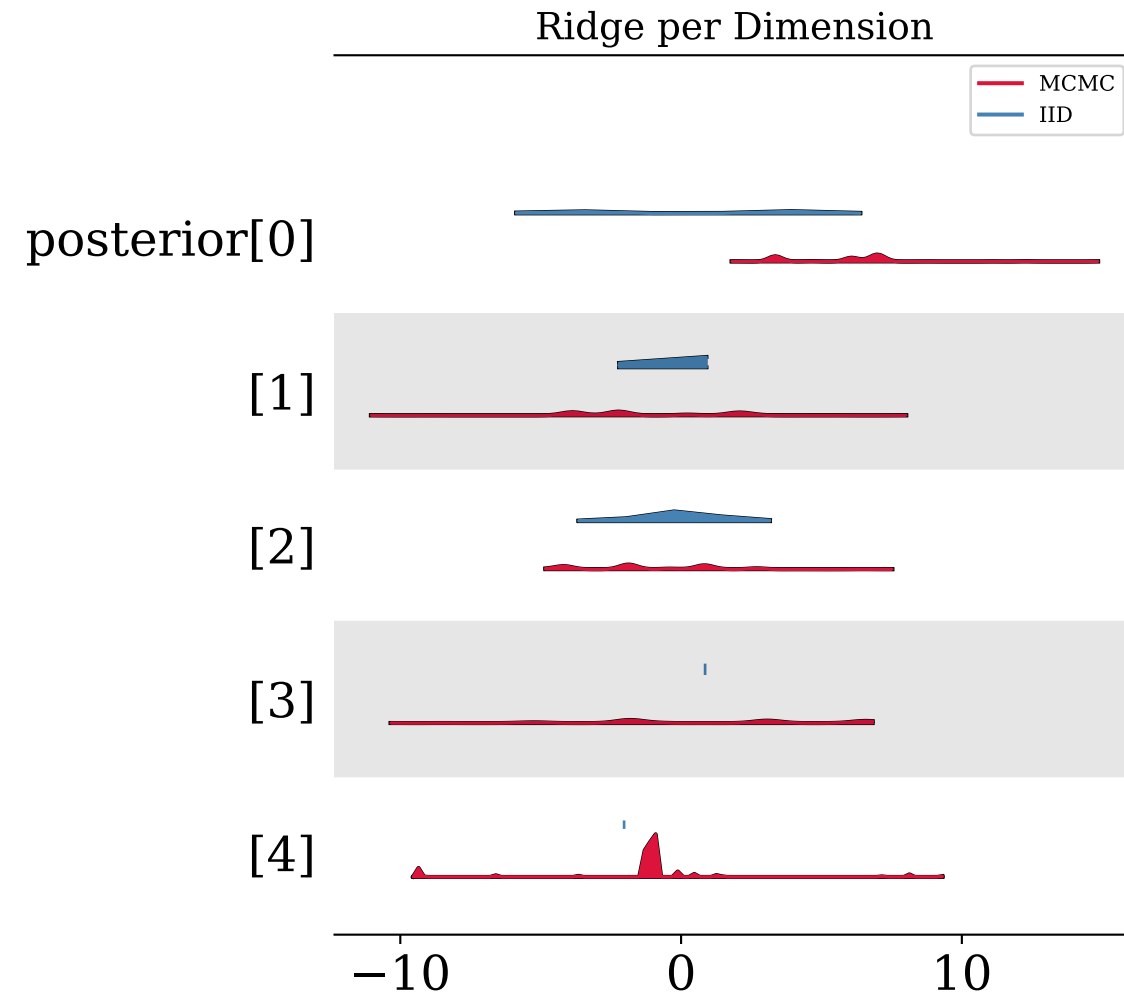 Ridge per Dimension
MCMC
IID
posterior[0]
[1]
[2]
[3]
[4]
−10 0 10